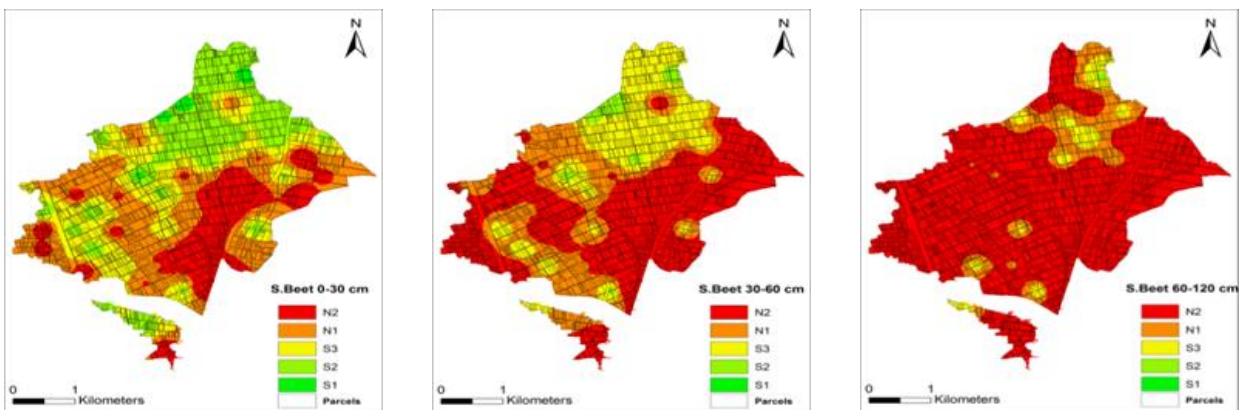 N
S.Beet 0-30 cm
N2
N1
S3
S2
S1
Parcels
0 1
Kilometers
N
S.Beet 30-60 cm
N2
N1
S3
S2
S1
Parcels
0 1
Kilometers
N
S.Beet 60-120 cm
N2
N1
S3
S2
S1
Parcels
0 1
Kilometers